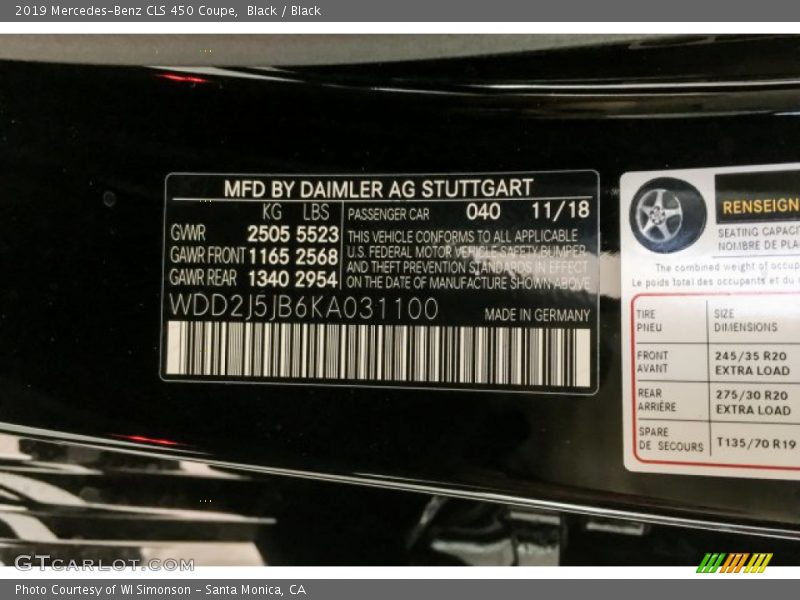 2019 Mercedes-Benz CLS 450 Coupe, Black / Black
MFD BY DAIMLER AG STUTTGART
KG LBS
GWR 2505 5523
GAWR FRONT 1165 2568
GAWR REAR 1340 2954
PASSENGER CAR 040 11/18
THIS VEHICLE CONFORMS TO ALL APPLICABLE
U.S. FEDERAL MOTOR VEHICLE SAFETY, BUMPER
AND THEFT PREVENTION STANDARDS IN EFFECT
ON THE DATE OF MANUFACTURE SHOWN ABOVE
WDD2J5JB6KA031100 MADE IN GERMANY
RENSEIGN
SEATING CAPACI
NOMBRE DE PLA
The combined weight of occup
Le poids total des occupants et du
TIRE
PNEU
SIZE
DIMENSIONS
FRONT
AVANT
245/35 R20
EXTRA LOAD
REAR
ARRIÈRE
275/30 R20
EXTRA LOAD
SPARE
DE SECOURS
T135/70 R19
GTCARLOT.COM
Photo Courtesy of WI Simonson - Santa Monica, CA